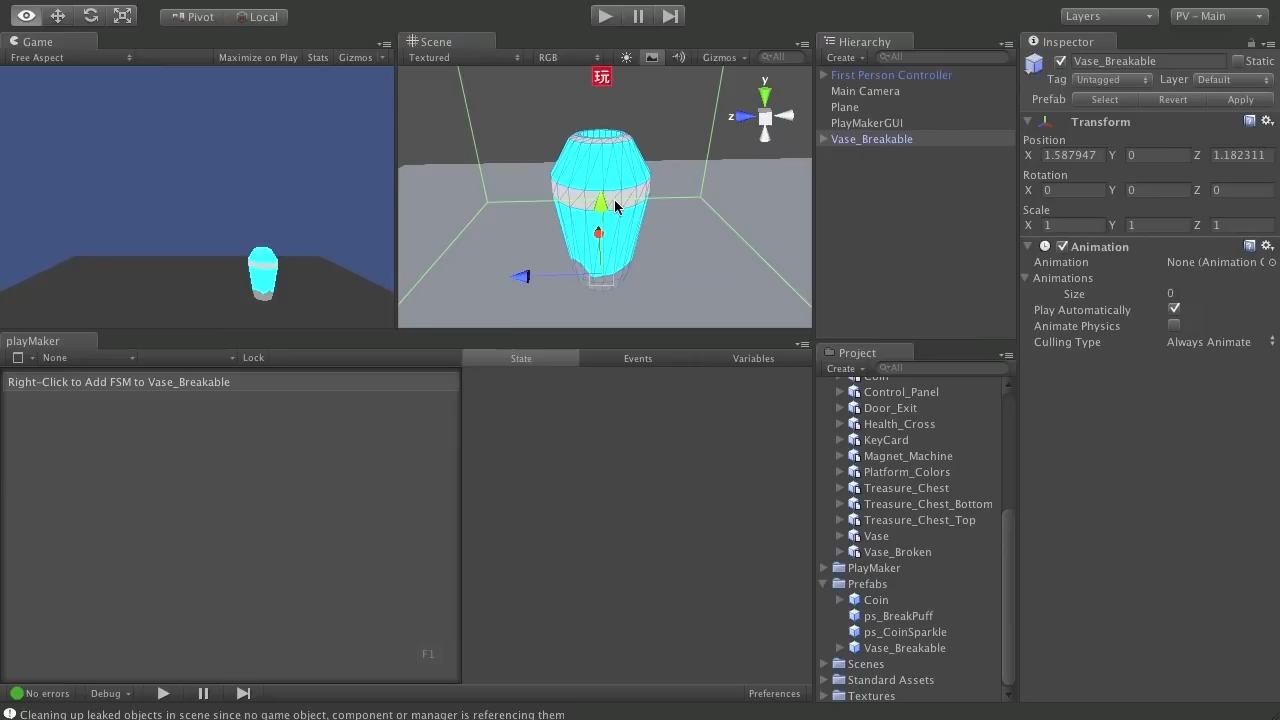 Pivot
Local
Layers
PV - Main
Game
Free Aspect
Maximize on Play
Stats
Gizmos
Scene
Textured
RGB
Gizmos
All
玩
y
z
Hierarchy
Create
All
First Person Controller
Main Camera
Plane
PlayMakerGUI
Vase_Breakable
Inspector
Vase_Breakable
Static
Tag
Untagged
Layer
Default
Prefab
Select
Revert
Apply
Transform
Position
X 1.587947 Y 0 Z 1.182311
Rotation
X 0 Y 0 Z 0
Scale
X 1 Y 1 Z 1
Animation
Animation None (Animation C
Animations
Size 0
Play Automatically
Animate Physics
Culling Type Always Animate
playMaker
None
Lock
State
Events
Variables
Right-Click to Add FSM to Vase_Breakable
F1
Project
Create
All
Coin
Control_Panel
Door_Exit
Health_Cross
KeyCard
Magnet_Machine
Platform_Colors
Treasure_Chest
Treasure_Chest_Bottom
Treasure_Chest_Top
Vase
Vase_Broken
PlayMaker
Prefabs
Coin
ps_BreakPuff
ps_CoinSparkle
Vase_Breakable
Scenes
Standard Assets
Textures
No errors
Debug
Preferences
Cleaning up leaked objects in scene since no game object, component or manager is referencing them